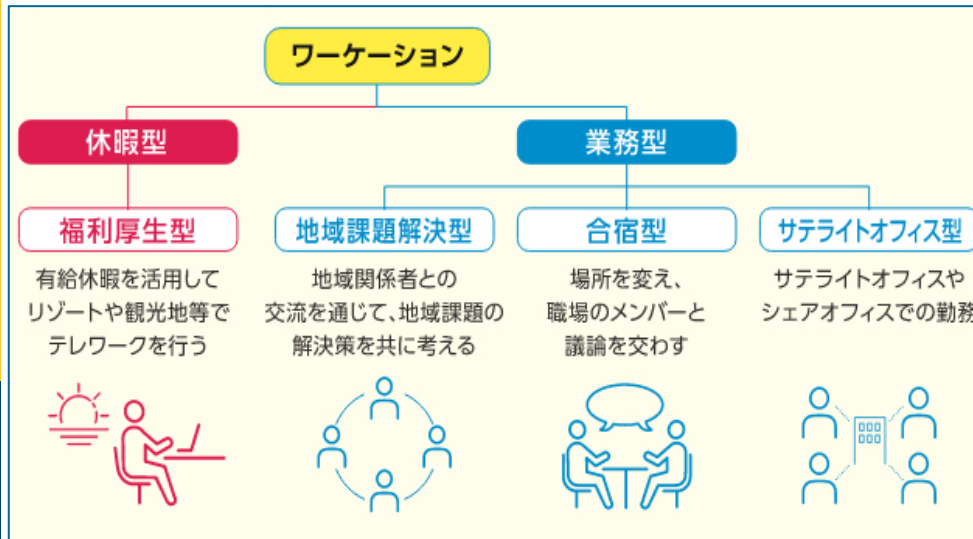 ワーケーション
休暇型
業務型
福利厚生型
有給休暇を活用して
リゾートや観光地等で
テレワークを行う
地域課題解決型
地域関係者との
交流を通じて、地域課題の
解決策を共に考える
合宿型
場所を変え、
職場のメンバーと
議論を交わす
サテライトオフィス型
サテライトオフィスや
シェアオフィスでの勤務